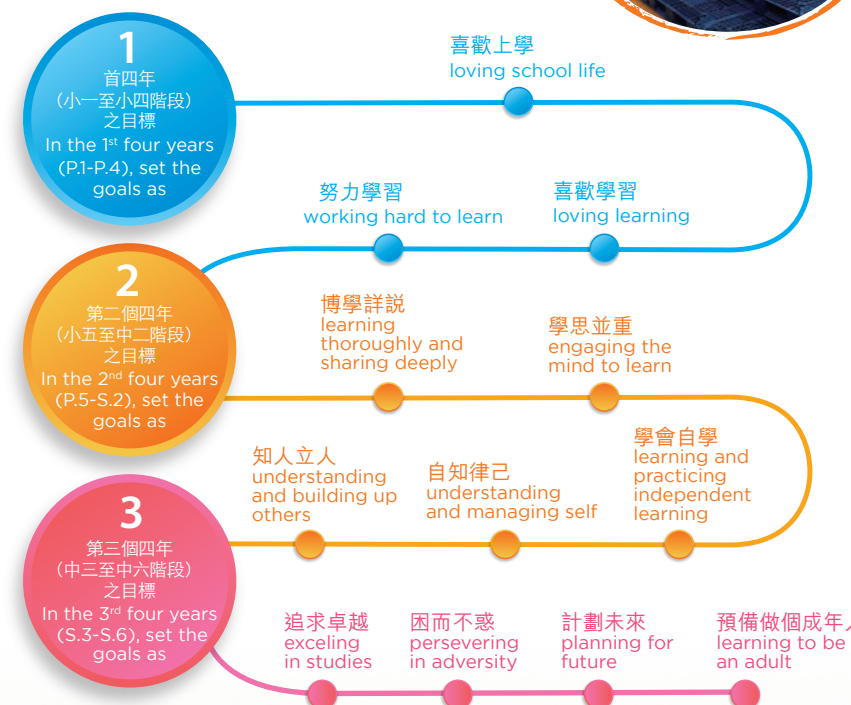 1
首四年
(小一至小四階段)
之目標
In the 1st four years
(P.1-P.4), set the
goals as
喜歡上學
loving school life
喜歡學習
loving learning
努力學習
working hard to learn
2
第二個四年
(小五至中二階段)
之目標
In the 2nd four years
(P.5-S.2), set the
goals as
博學詳説
learning
thoroughly and
sharing deeply
學思並重
engaging the
mind to learn
學會自學
learning and
practicing
independent
learning
自知律己
understanding
and managing self
知人立人
understanding
and building up
others
3
第三個四年
(中三至中六階段)
之目標
In the 3rd four years
(S.3-S.6), set the
goals as
追求卓越
exceling
in studies
困而不惑
persevering
in adversity
計劃未來
planning for
future
預備做個成年人
learning to be
an adult